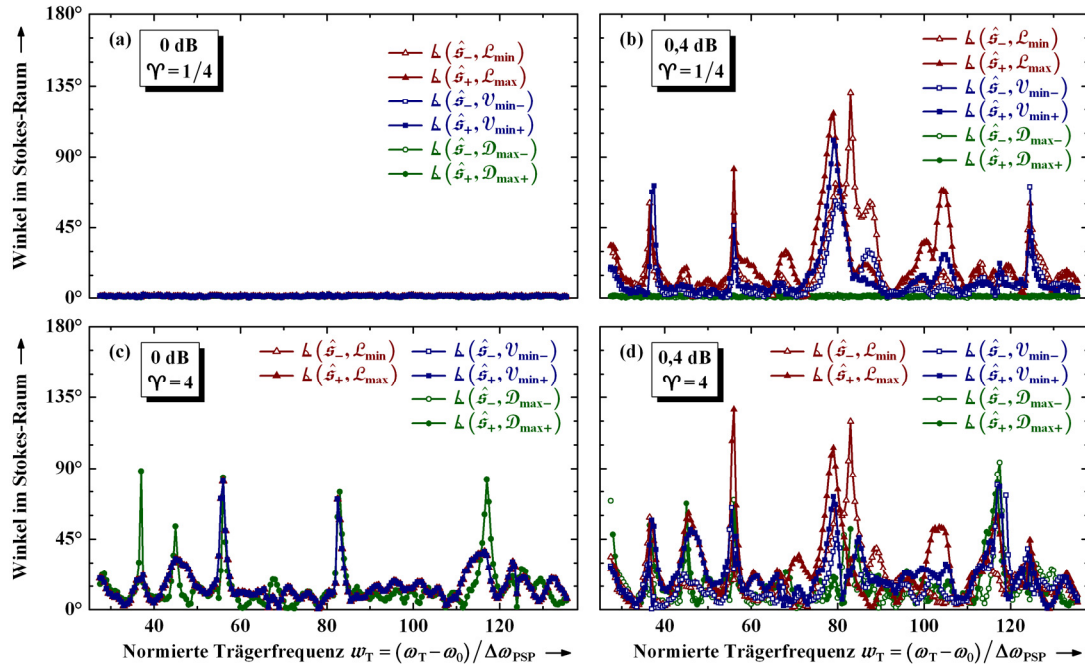 Winkel im Stokes-Raum
180°
135°
90°
45°
0°
(a)
0 dB
ϒ = 1/4
∡(ŝ₋, ℒmin)
∡(ŝ₊, ℒmax)
∡(ŝ₋, 𝒱min−)
∡(ŝ₊, 𝒱min+)
∡(ŝ₋, 𝒟max−)
∡(ŝ₊, 𝒟max+)
(b)
0,4 dB
ϒ = 1/4
∡(ŝ₋, ℒmin)
∡(ŝ₊, ℒmax)
∡(ŝ₋, 𝒱min−)
∡(ŝ₊, 𝒱min+)
∡(ŝ₋, 𝒟max−)
∡(ŝ₊, 𝒟max+)
Winkel im Stokes-Raum
180°
135°
90°
45°
0°
(c)
0 dB
ϒ = 4
∡(ŝ₋, ℒmin) ∡(ŝ₋, 𝒱min−)
∡(ŝ₊, ℒmax) ∡(ŝ₊, 𝒱min+)
∡(ŝ₋, 𝒟max−)
∡(ŝ₊, 𝒟max+)
40 60 80 100 120
Normierte Trägerfrequenz wT = (ωT − ω0)/ΔωPSP
(d)
0,4 dB
ϒ = 4
∡(ŝ₋, ℒmin) ∡(ŝ₋, 𝒱min−)
∡(ŝ₊, ℒmax) ∡(ŝ₊, 𝒱min+)
∡(ŝ₋, 𝒟max−)
∡(ŝ₊, 𝒟max+)
40 60 80 100 120
Normierte Trägerfrequenz wT = (ωT − ω0)/ΔωPSP